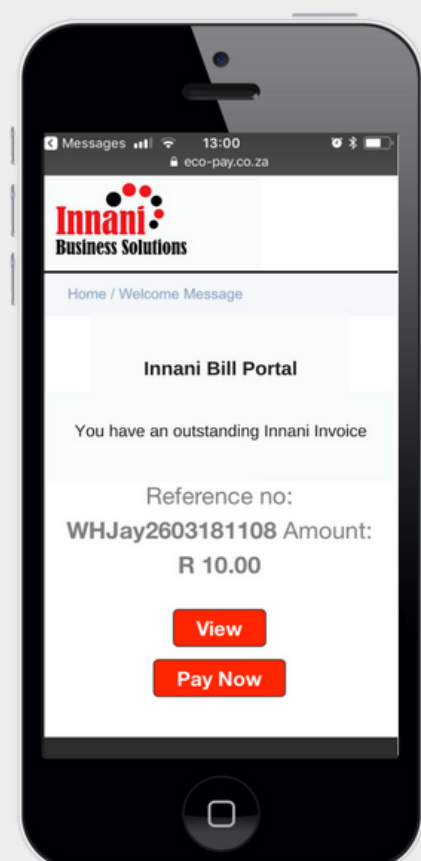 Messages 13:00
eco-pay.co.za
Innani
Business Solutions
Home / Welcome Message
Innani Bill Portal
You have an outstanding Innani Invoice
Reference no:
WHJay2603181108 Amount:
R 10.00
View
Pay Now